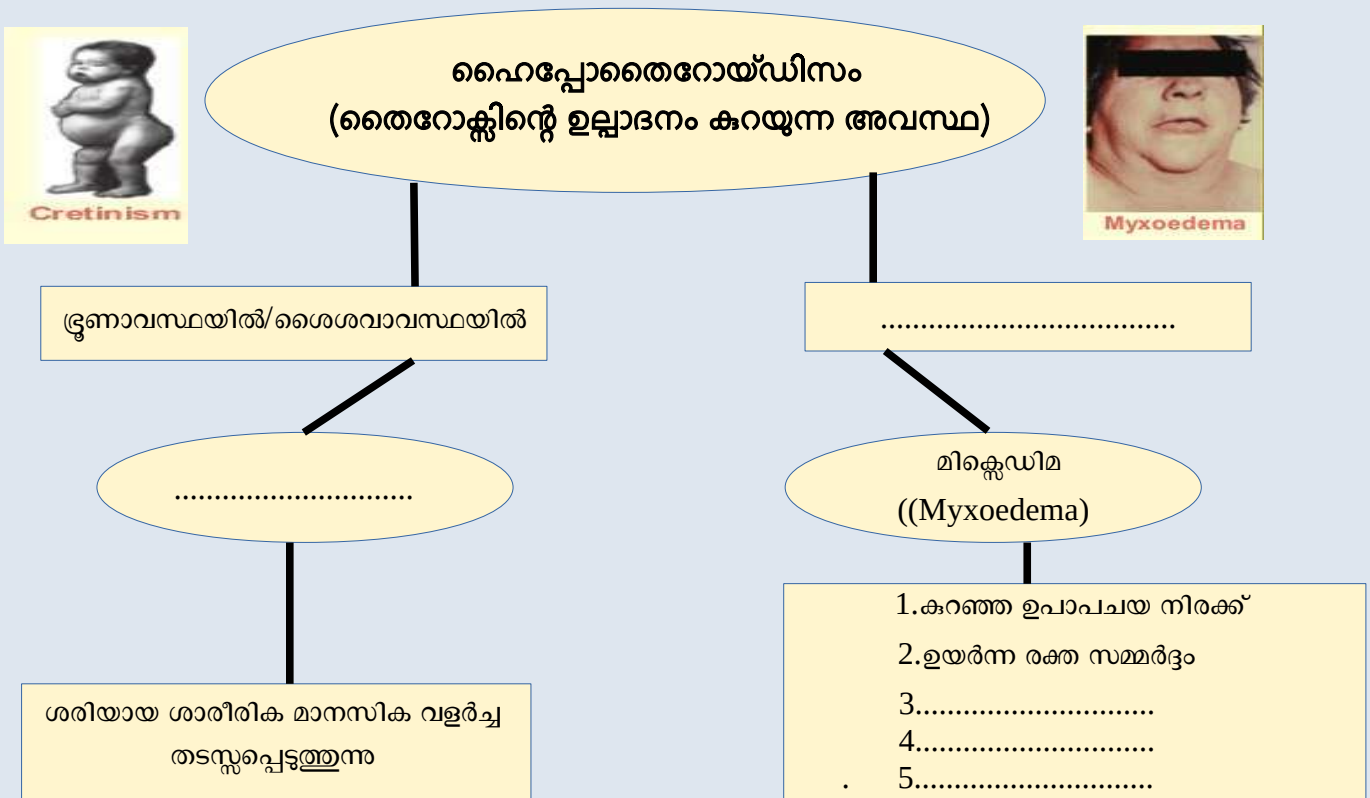 ഹൈപ്പോതൈറോയ്ഡിസം
(തൈറോക്സിന്റെ ഉല്പാദനം കുറയുന്ന അവസ്ഥ)
Cretinism
Myxoedema
ഭ്രൂണാവസ്ഥയിൽ/ശൈശവാവസ്ഥയിൽ
.....................................
..............................
മിക്സെഡിമ
((Myxoedema)
ശരിയായ ശാരീരിക മാനസിക വളർച്ച
തടസ്സപ്പെടുത്തുന്നു
1.കുറഞ്ഞ ഉപാപചയ നിരക്ക്
2.ഉയർന്ന രക്ത സമ്മർദ്ദം
3..............................
4..............................
. 5..............................